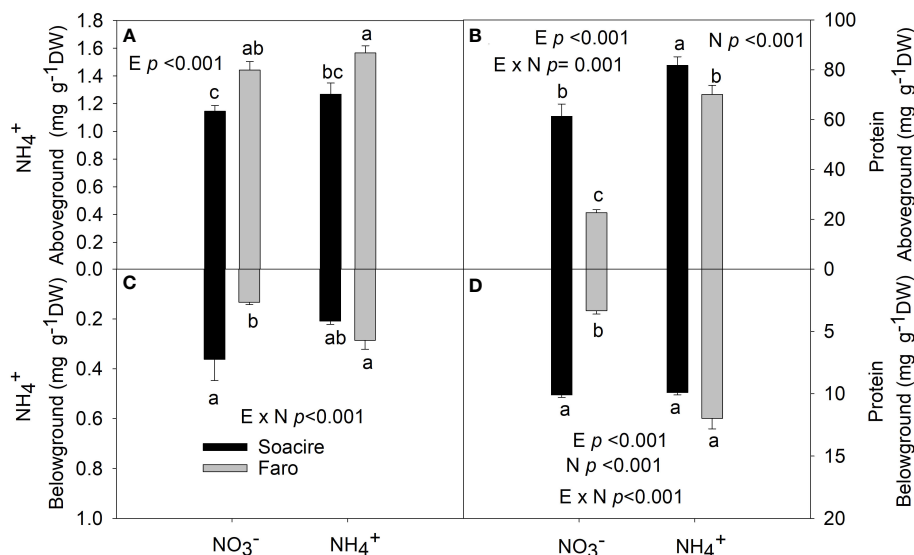 A
B
C
D
1.8
1.6
1.4
1.2
1.0
0.8
0.6
0.4
0.2
0.0
0.2
0.4
0.6
0.8
1.0
NH₄⁺
Aboveground (mg g⁻¹DW)
NH₄⁺
Belowground (mg g⁻¹DW)
E p <0.001
c
ab
bc
a
a
b
ab
a
E x N p<0.001
Soacire
Faro
E p <0.001
N p <0.001
E x N p= 0.001
b
c
a
b
a
b
a
a
E p <0.001
N p <0.001
E x N p<0.001
100
80
60
40
20
0
5
10
15
20
Protein
Aboveground (mg g⁻¹DW)
Protein
Belowground (mg g⁻¹DW)
NO₃⁻
NH₄⁺
NO₃⁻
NH₄⁺